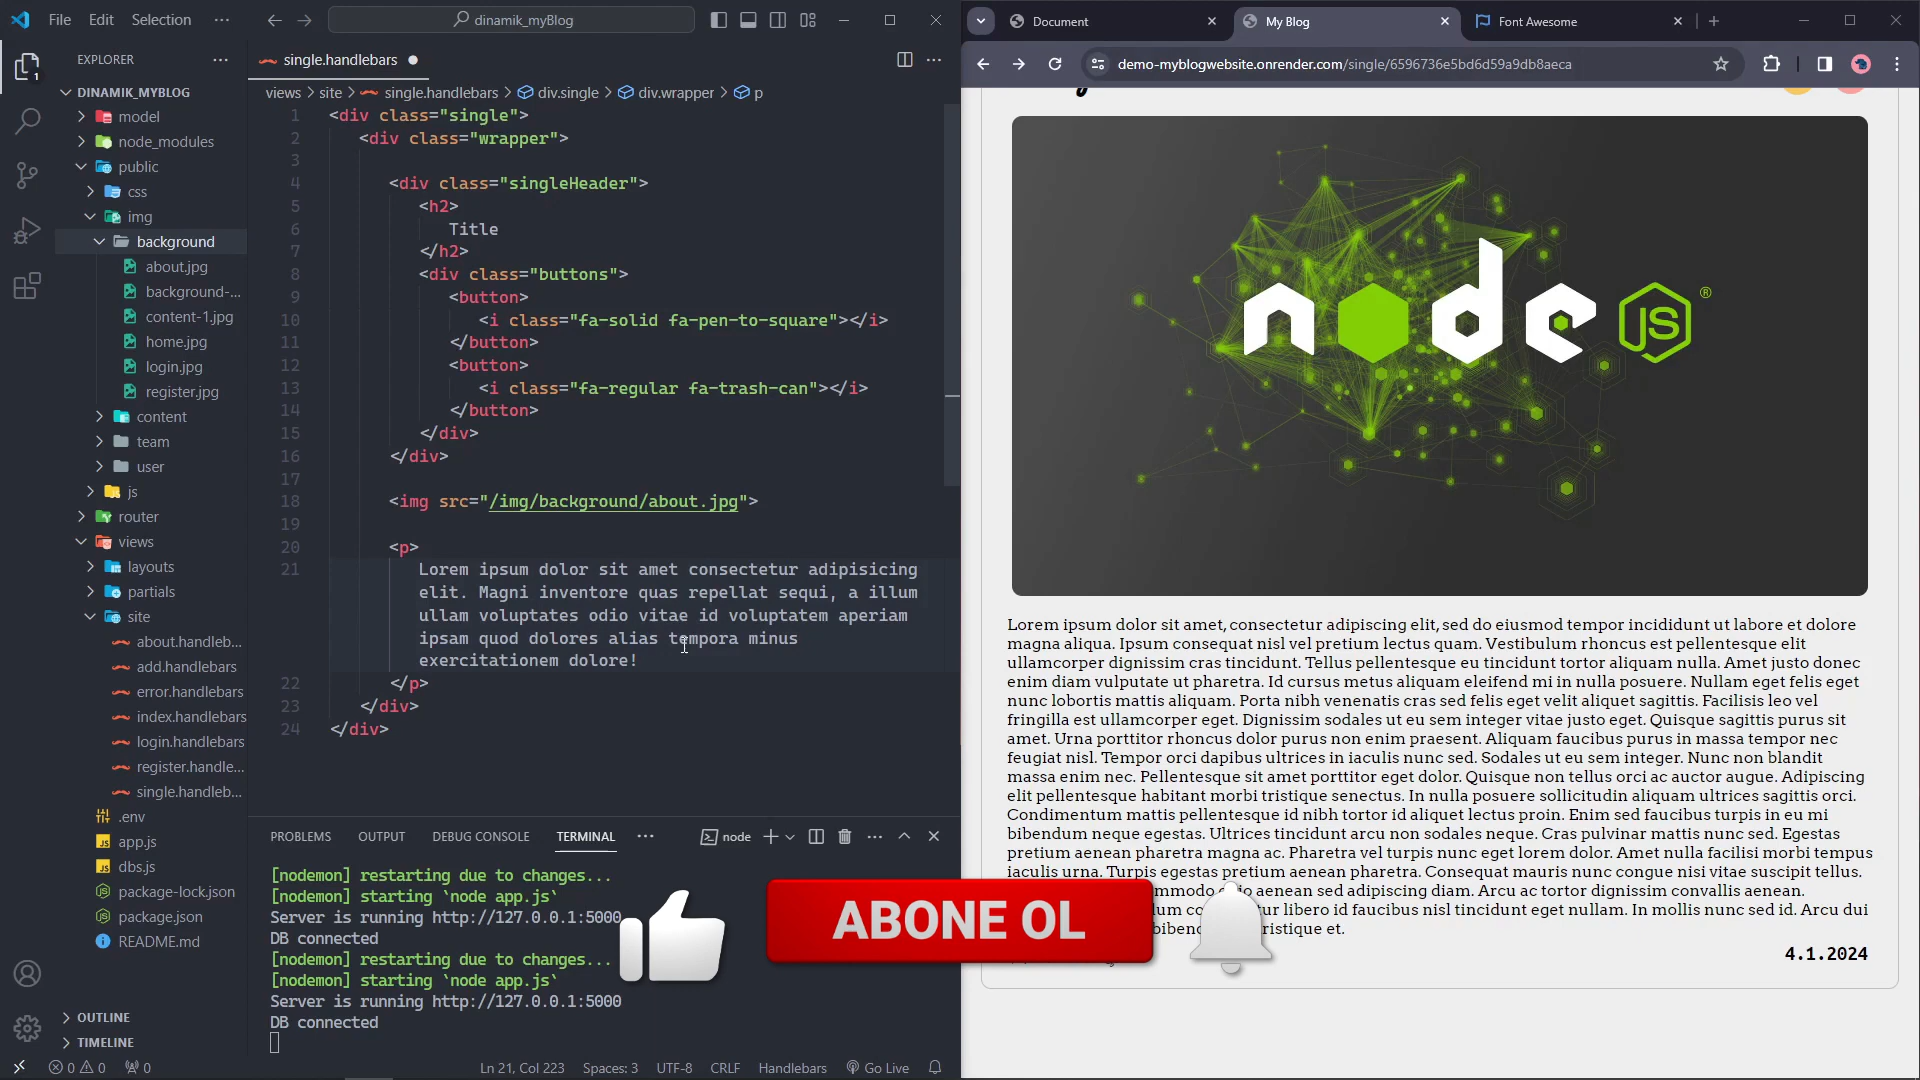 File Edit Selection ···
dinamik_myBlog
EXPLORER ···
DINAMIK_MYBLOG
model
node_modules
public
css
img
background
about.jpg
background-...
content-1.jpg
home.jpg
login.jpg
register.jpg
content
team
user
js
router
views
layouts
partials
site
about.handleb...
add.handlebars
error.handlebars
index.handlebars
login.handlebars
register.handle...
single.handleb...
.env
app.js
dbs.js
package-lock.json
package.json
README.md
OUTLINE
TIMELINE
single.handlebars
views > site > single.handlebars > div.single > div.wrapper > p
1 <div class="single">
2 <div class="wrapper">
3
4 <div class="singleHeader">
5 <h2>
6 Title
7 </h2>
8 <div class="buttons">
9 <button>
10 <i class="fa-solid fa-pen-to-square"></i>
11 </button>
12 <button>
13 <i class="fa-regular fa-trash-can"></i>
14 </button>
15 </div>
16 </div>
17
18 <img src="/img/background/about.jpg">
19
20 <p>
21 Lorem ipsum dolor sit amet consectetur adipisicing
elit. Magni inventore quas repellat sequi, a illum
ullam voluptates odio vitae id voluptatem aperiam
ipsam quod dolores alias tempora minus
exercitationem dolore!
22 </p>
23 </div>
24 </div>
PROBLEMS OUTPUT DEBUG CONSOLE TERMINAL ··· node
[nodemon] restarting due to changes...
[nodemon] starting `node app.js`
Server is running http://127.0.0.1:5000
DB connected
[nodemon] restarting due to changes...
[nodemon] starting `node app.js`
Server is running http://127.0.0.1:5000
DB connected
0 0 0 Ln 21, Col 223 Spaces: 3 UTF-8 CRLF Handlebars Go Live
Document My Blog Font Awesome
demo-myblogwebsite.onrender.com/single/6596736e5bd6d59a9db8aeca
node JS ®
Lorem ipsum dolor sit amet, consectetur adipiscing elit, sed do eiusmod tempor incididunt ut labore et dolore
magna aliqua. Ipsum consequat nisl vel pretium lectus quam. Vestibulum rhoncus est pellentesque elit
ullamcorper dignissim cras tincidunt. Tellus pellentesque eu tincidunt tortor aliquam nulla. Amet justo donec
enim diam vulputate ut pharetra. Id cursus metus aliquam eleifend mi in nulla posuere. Nullam eget felis eget
nunc lobortis mattis aliquam. Porta nibh venenatis cras sed felis eget velit aliquet sagittis. Facilisis leo vel
fringilla est ullamcorper eget. Dignissim sodales ut eu sem integer vitae justo eget. Quisque sagittis purus sit
amet. Urna porttitor rhoncus dolor purus non enim praesent. Aliquam faucibus purus in massa tempor nec
feugiat nisl. Tempor orci dapibus ultrices in iaculis nunc sed. Sodales ut eu sem integer. Nunc non blandit
massa enim nec. Pellentesque sit amet porttitor eget dolor. Quisque non tellus orci ac auctor augue. Adipiscing
elit pellentesque habitant morbi tristique senectus. In nulla posuere sollicitudin aliquam ultrices sagittis orci.
Condimentum mattis pellentesque id nibh tortor id aliquet lectus proin. Enim sed faucibus turpis in eu mi
bibendum neque egestas. Ultrices tincidunt arcu non sodales neque. Cras pulvinar mattis nunc sed. Egestas
pretium aenean pharetra magna ac. Pharetra vel turpis nunc eget lorem dolor. Amet nulla facilisi morbi tempus
iaculis urna. Turpis egestas pretium aenean pharetra. Consequat mauris nunc congue nisi vitae suscipit tellus.
aenean sed adipiscing diam. Arcu ac tortor dignissim convallis aenean.
libero id faucibus nisl tincidunt eget nullam. In mollis nunc sed id. Arcu dui
tristique et.
4.1.2024
ABONE OL